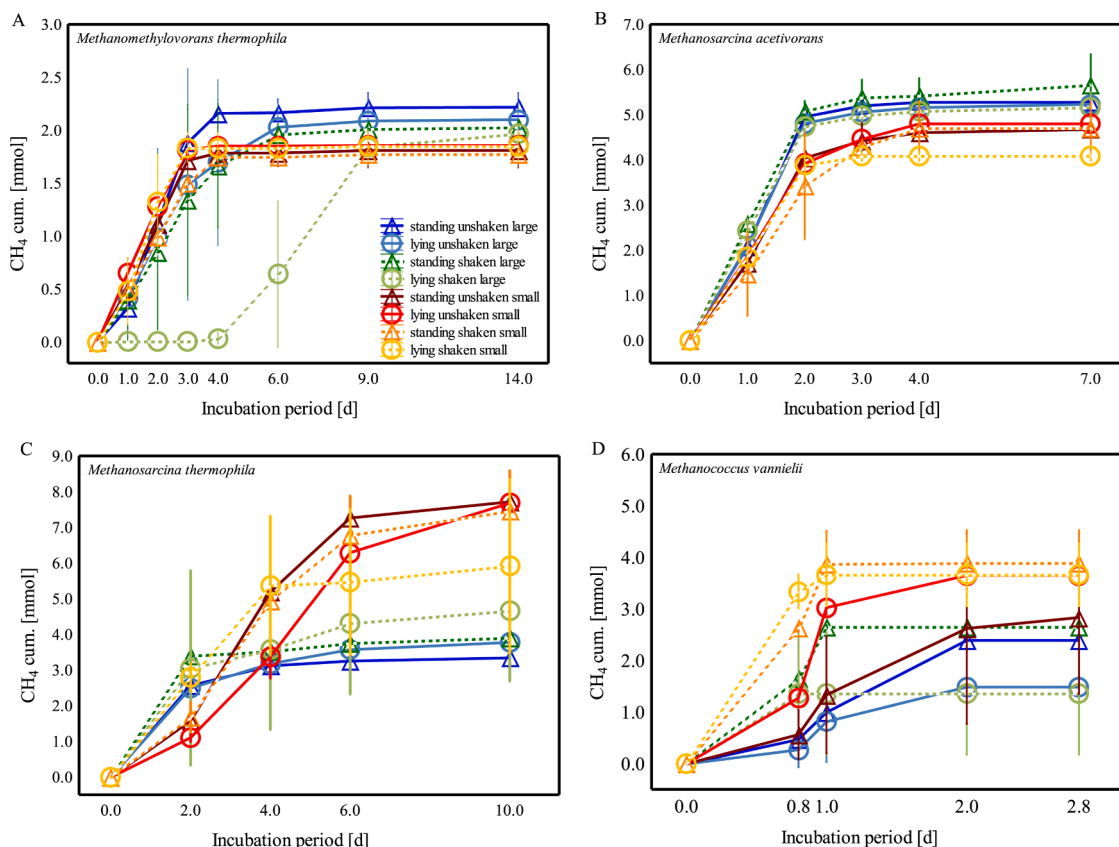 A
Methanomethylovorans thermophila
3.0
2.5
2.0
1.5
1.0
0.5
0.0
CH4 cum. [mmol]
standing unshaken large
lying unshaken large
standing shaken large
lying shaken large
standing unshaken small
lying unshaken small
standing shaken small
lying shaken small
0.0 1.0 2.0 3.0 4.0 6.0 9.0 14.0
Incubation period [d]
B
Methanosarcina acetivorans
7.0
6.0
5.0
4.0
3.0
2.0
1.0
0.0
CH4 cum. [mmol]
0.0 1.0 2.0 3.0 4.0 7.0
Incubation period [d]
C
Methanosarcina thermophila
9.0
8.0
7.0
6.0
5.0
4.0
3.0
2.0
1.0
0.0
CH4 cum. [mmol]
0.0 2.0 4.0 6.0 10.0
Incubation period [d]
D
Methanococcus vannielii
6.0
5.0
4.0
3.0
2.0
1.0
0.0
CH4 cum. [mmol]
0.0 0.8 1.0 2.0 2.8
Incubation period [d]